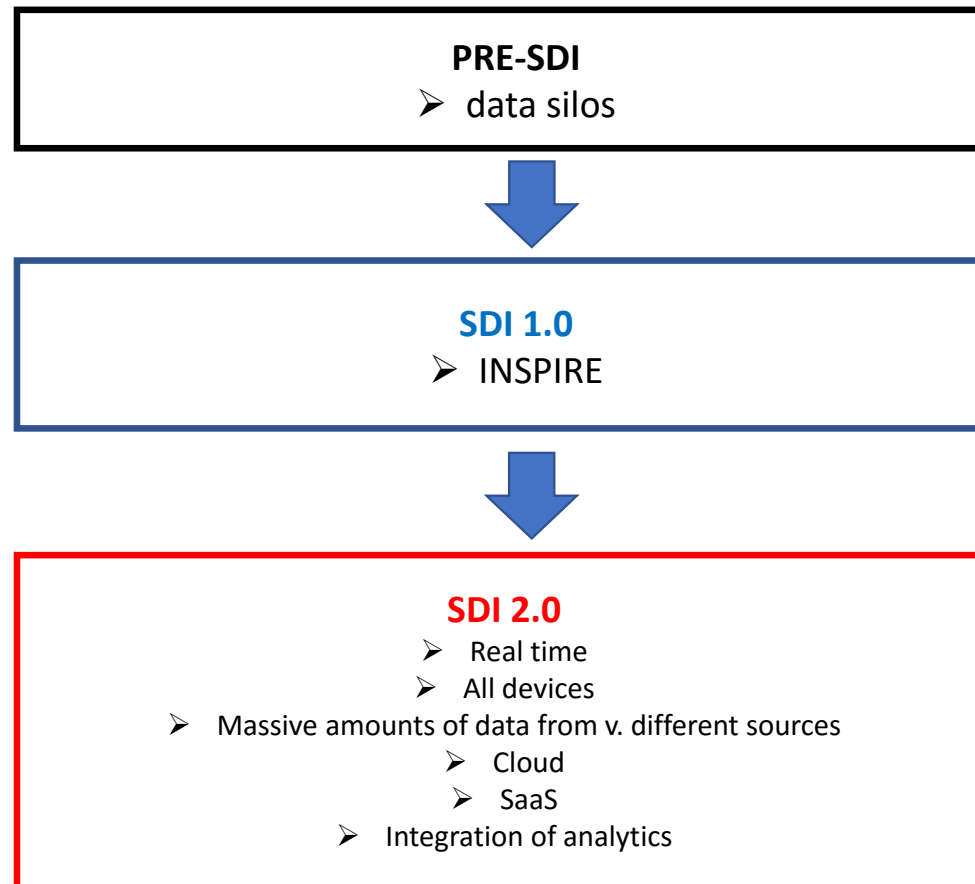 PRE-SDI
➢ data silos
SDI 1.0
➢ INSPIRE
SDI 2.0
➢ Real time
➢ All devices
➢ Massive amounts of data from v. different sources
➢ Cloud
➢ SaaS
➢ Integration of analytics